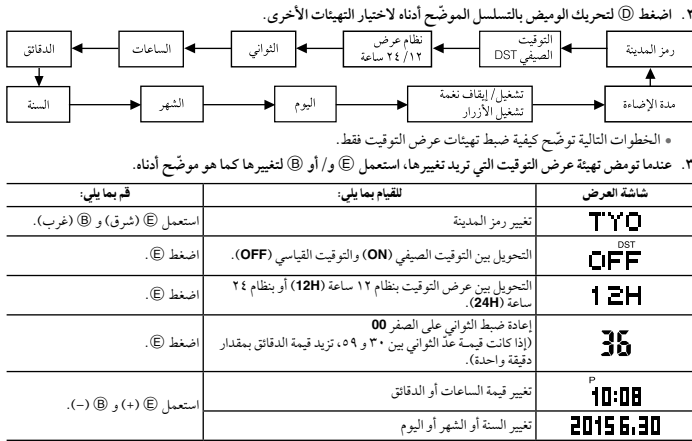 ٢. اضغط Ⓓ لتحريك الوميض بالتسلسل الموضّح أدناه لاختيار التهيئات الأخرى.
رمز المدينة
التوقيت
الصيفي DST
نظام عرض
١٢/ ٢٤ ساعة
الثواني
الساعات
الدقائق
مدة الإضاءة
تشغيل/ إيقاف نغمة
تشغيل الأزرار
اليوم
الشهر
السنة
• الخطوات التالية توضّح كيفية ضبط تهيئات عرض التوقيت فقط.
٣. عندما تومض تهيئة عرض التوقيت التي تريد تغييرها، استعمل Ⓔ و/ أو Ⓑ لتغييرها كما هو موضّح أدناه.
شاشة العرض للقيام بما يلي: قم بما يلي:
TYO تغيير رمز المدينة استعمل Ⓔ (شرق) و Ⓑ (غرب).
DST
OFF التحويل بين التوقيت الصيفي (ON) والتوقيت القياسي (OFF). اضغط Ⓔ.
12H التحويل بين عرض التوقيت بنظام ١٢ ساعة (12H) أو بنظام ٢٤
ساعة (24H). اضغط Ⓔ.
36 إعادة ضبط الثواني على الصفر 00
(إذا كانت قيمة عدّ الثواني بين ٣٠ و ٥٩، تزيد قيمة الدقائق بمقدار
دقيقة واحدة). اضغط Ⓔ.
P
10:08 تغيير قيمة الساعات أو الدقائق
استعمل Ⓔ (+) و Ⓑ (–).
2015 6.30 تغيير السنة أو الشهر أو اليوم